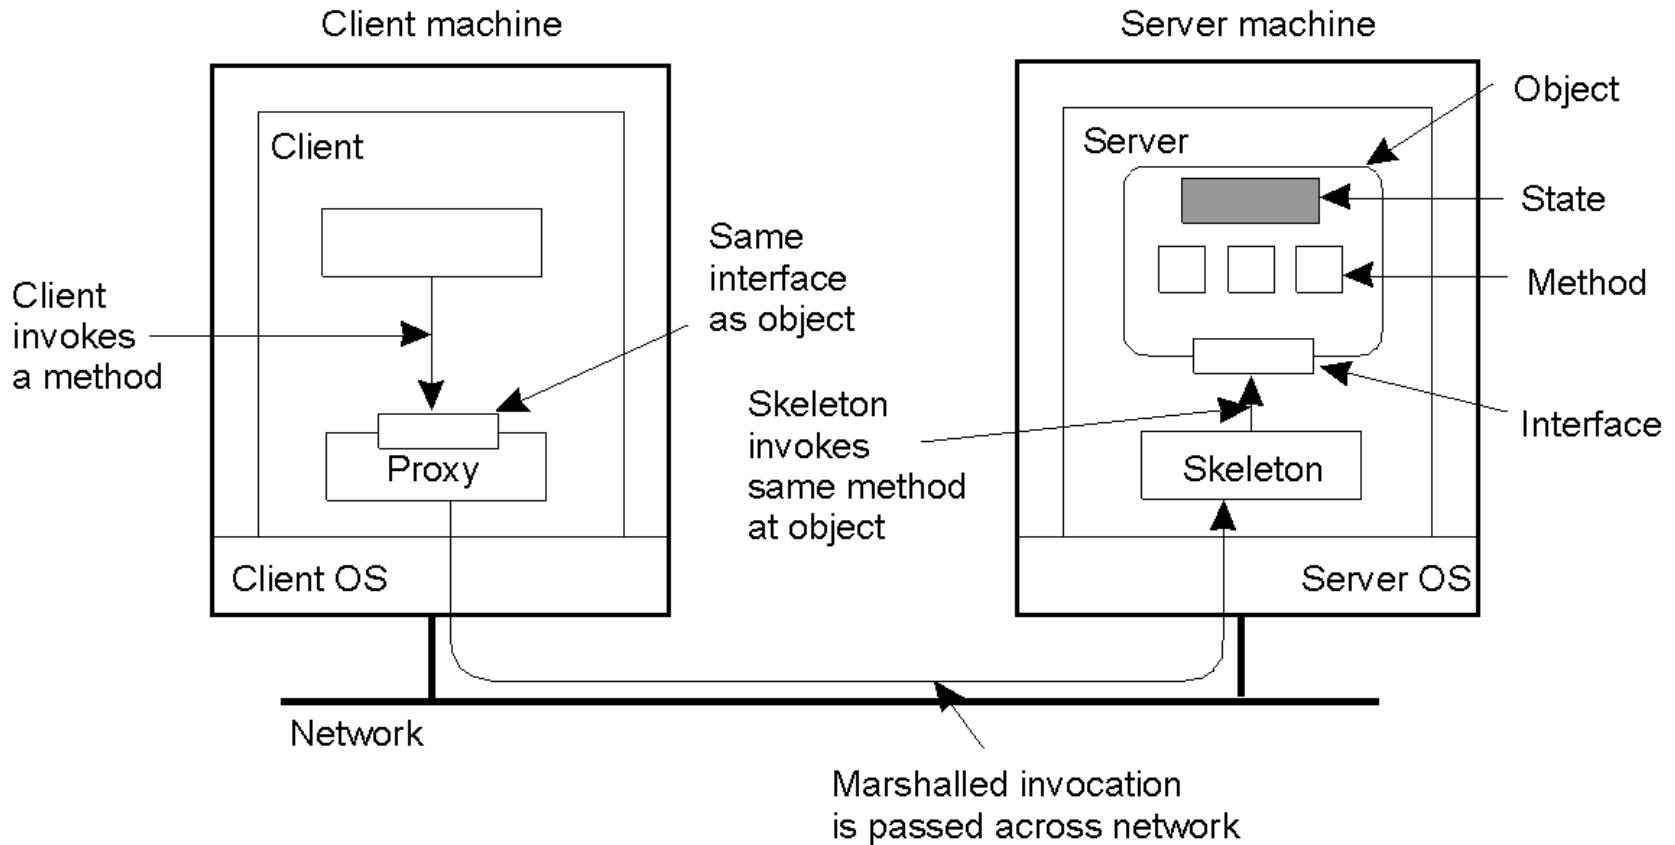 Client machine
Server machine
Object
Client
Server
State
Same
interface
as object
Method
Client
invokes
a method
Skeleton
invokes
same method
at object
Interface
Proxy
Skeleton
Client OS
Server OS
Network
Marshalled invocation
is passed across network